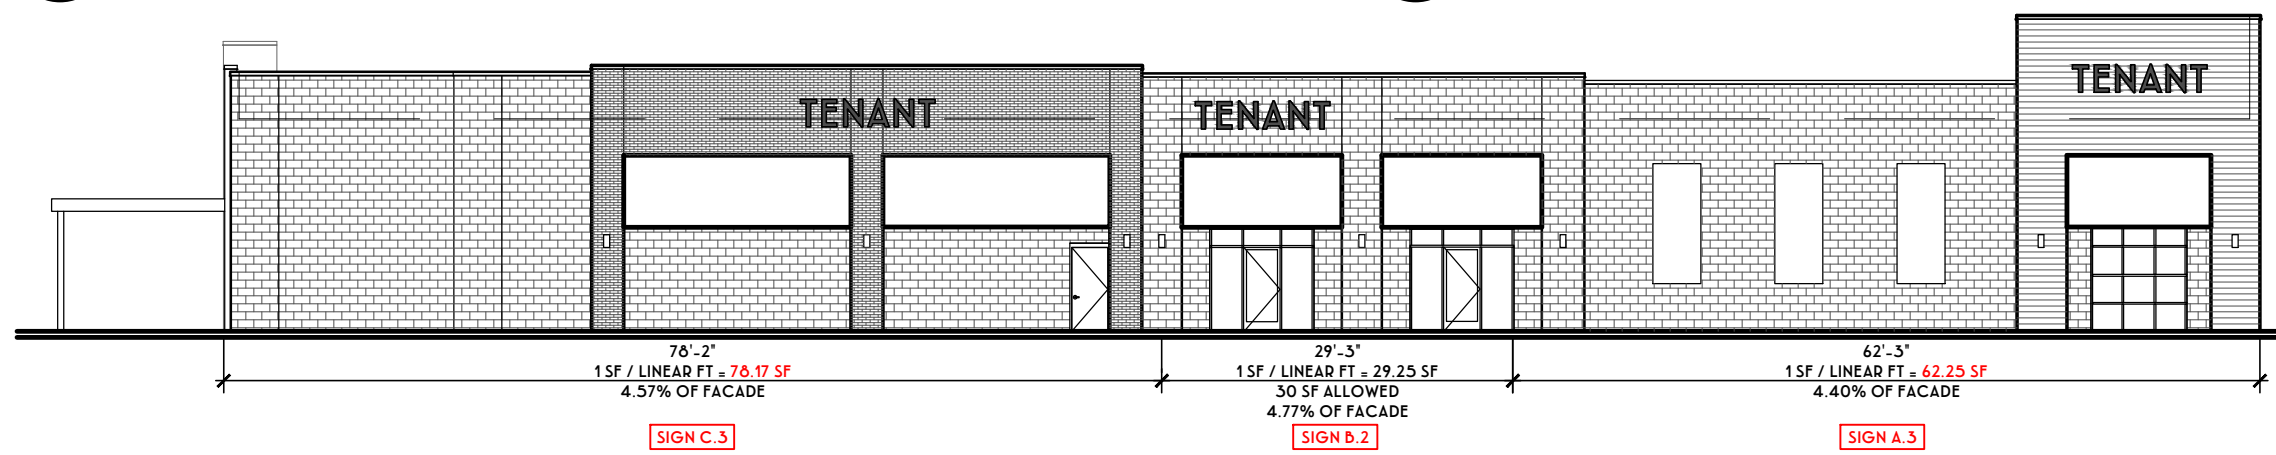 TENANT
TENANT
TENANT
78'-2"
1 SF / LINEAR FT = 78.17 SF
4.57% OF FACADE
SIGN C.3
29'-3"
1 SF / LINEAR FT = 29.25 SF
30 SF ALLOWED
4.77% OF FACADE
SIGN B.2
62'-3"
1 SF / LINEAR FT = 62.25 SF
4.40% OF FACADE
SIGN A.3